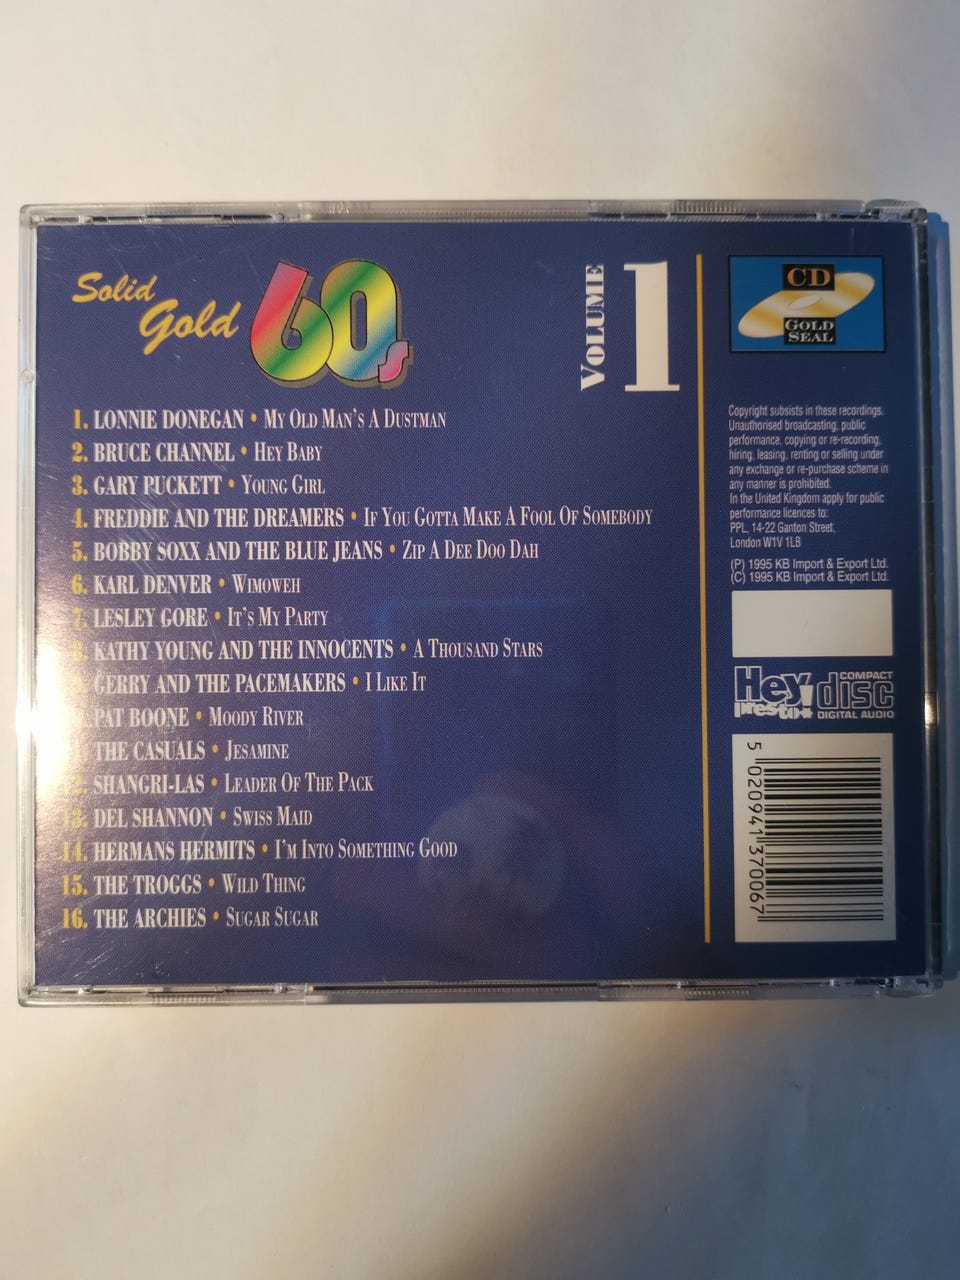 Solid
Gold 60s
VOLUME 1
1. LONNIE DONEGAN • MY OLD MAN'S A DUSTMAN
2. BRUCE CHANNEL • HEY BABY
3. GARY PUCKETT • YOUNG GIRL
4. FREDDIE AND THE DREAMERS • IF YOU GOTTA MAKE A FOOL OF SOMEBODY
5. BOBBY SOXX AND THE BLUE JEANS • ZIP A DEE DOO DAH
6. KARL DENVER • WIMOWEH
7. LESLEY GORE • IT'S MY PARTY
KATHY YOUNG AND THE INNOCENTS • A THOUSAND STARS
GERRY AND THE PACEMAKERS • I LIKE IT
PAT BOONE • MOODY RIVER
THE CASUALS • JESAMINE
SHANGRI-LAS • LEADER OF THE PACK
13. DEL SHANNON • SWISS MAID
14. HERMANS HERMITS • I'M INTO SOMETHING GOOD
15. THE TROGGS • WILD THING
16. THE ARCHIES • SUGAR SUGAR
CD
GOLD
SEAL
Copyright subsists in these recordings.
Unauthorised broadcasting, public
performance, copying or re-recording,
hiring, leasing, renting or selling under
any exchange or re-purchase scheme in
any manner is prohibited.
In the United Kingdom apply for public
performance licences to:
PPL, 14-22 Ganton Street,
London W1V 1LB
(P) 1995 KB Import & Export Ltd.
(C) 1995 KB Import & Export Ltd.
Hey
presto!
COMPACT
disc
DIGITAL AUDIO
5 020941 370067